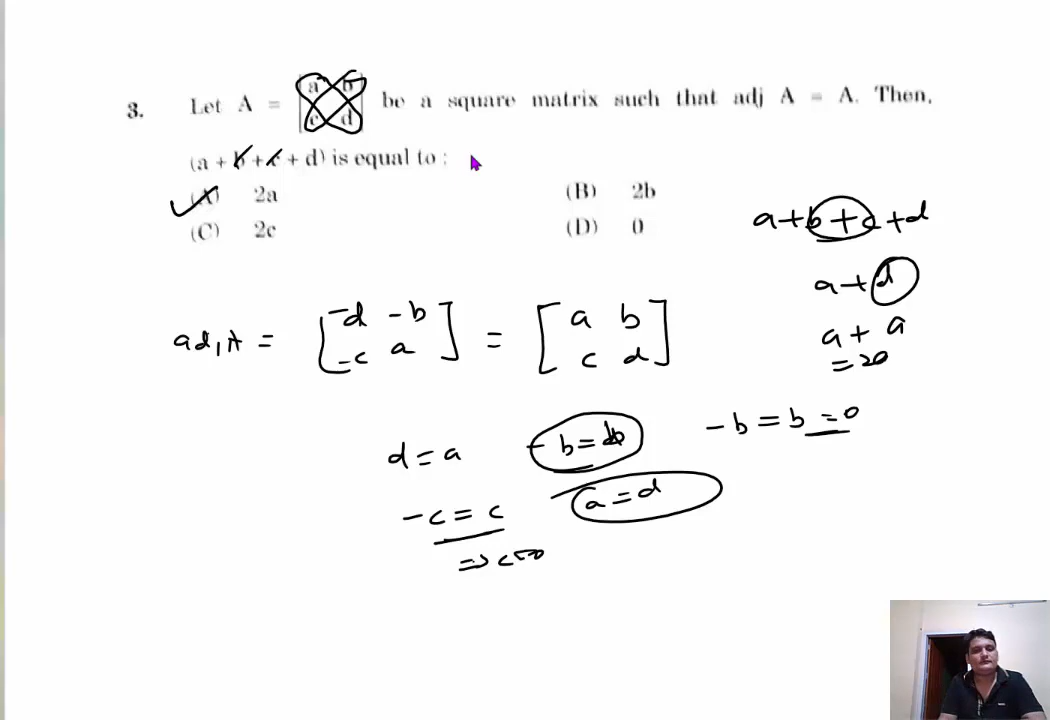 3. Let A = |a b be a square matrix such that adj A = A. Then,
c d|
(a + b + c + d) is equal to :
(A) 2a (B) 2b
(C) 2c (D) 0
a+b+c+d
a+d
a+a
=2a
adjA = [-d -b = [a b
-c a] c d]
d=a -b=b -b=b=0
-c=c a=d
=>c=0